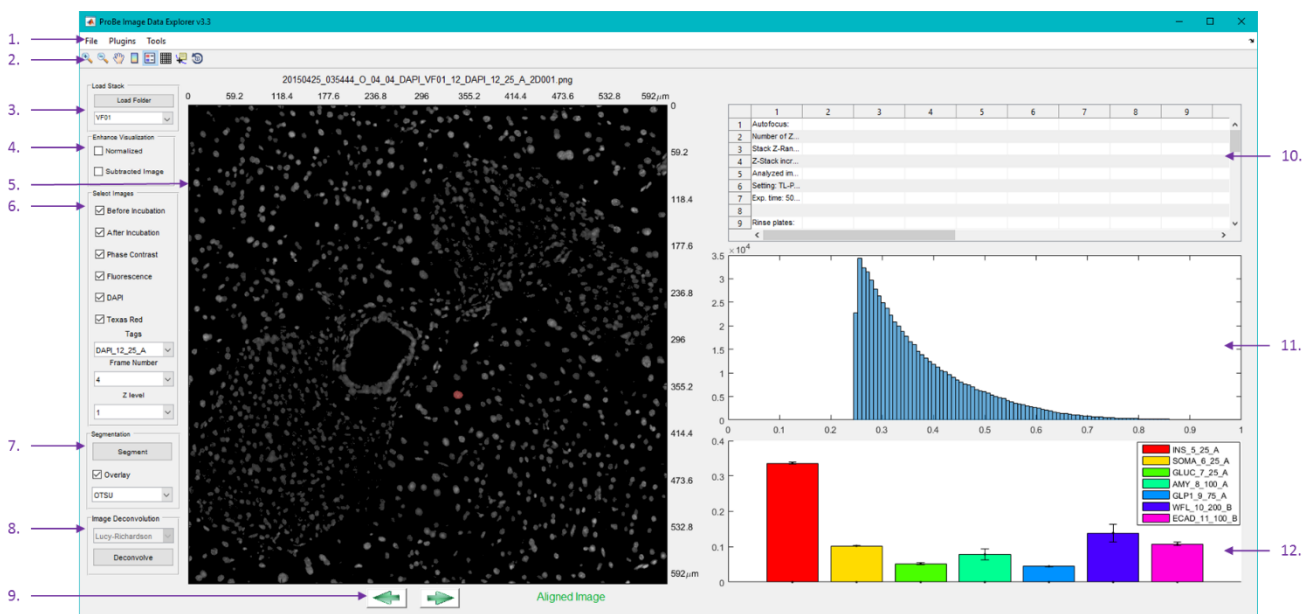 ProBe Image Data Explorer v3.3
1.
File Plugins Tools
2.
20150425_035444_O_04_04_DAPI_VF01_12_DAPI_12_25_A_2D001.png
0 59.2 118.4 177.6 236.8 296 355.2 414.4 473.6 532.8 592μm
0
59.2
118.4
177.6
236.8
296
355.2
414.4
473.6
532.8
592μm
3.
Load Stack
Load Folder
VF01
4.
Enhance Visualization
Normalized
Subtracted Image
5.
6.
Select Images
Before Incubation
After Incubation
Phase Contrast
Fluorescence
DAPI
Texas Red
Tags
DAPI_12_25_A
Frame Number
4
Z level
1
7.
Segmentation
Segment
Overlay
OTSU
8.
Image Deconvolution
Lucy-Richardson
Deconvolve
9.
Aligned Image
10.
1 2 3 4 5 6 7 8 9
1 Autofocus:
2 Number of Z...
3 Stack Z-Ran...
4 Z-Stack incr...
5 Analyzed im...
6 Setting: TL-P...
7 Exp. time: 50...
8
9 Rinse plates:
11.
×10⁴
3.5
3
2.5
2
1.5
1
0.5
0
0 0.1 0.2 0.3 0.4 0.5 0.6 0.7 0.8 0.9 1
12.
0.4
0.3
0.2
0.1
0
INS_5_25_A
SOMA_6_25_A
GLUC_7_25_A
AMY_8_100_A
GLP1_9_75_A
WFL_10_200_B
ECAD_11_100_B